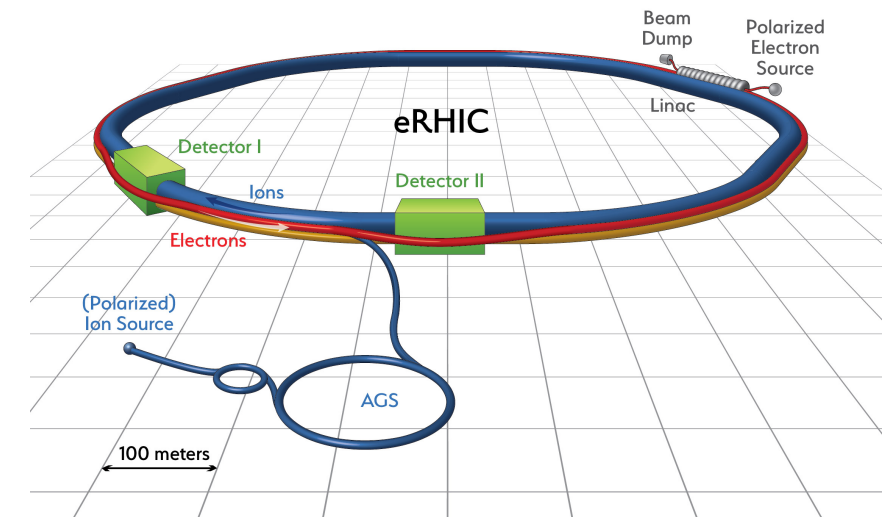 Beam
Dump
Polarized
Electron
Source
Linac
eRHIC
Detector I
Detector II
Ions
Electrons
(Polarized)
Ion Source
AGS
100 meters